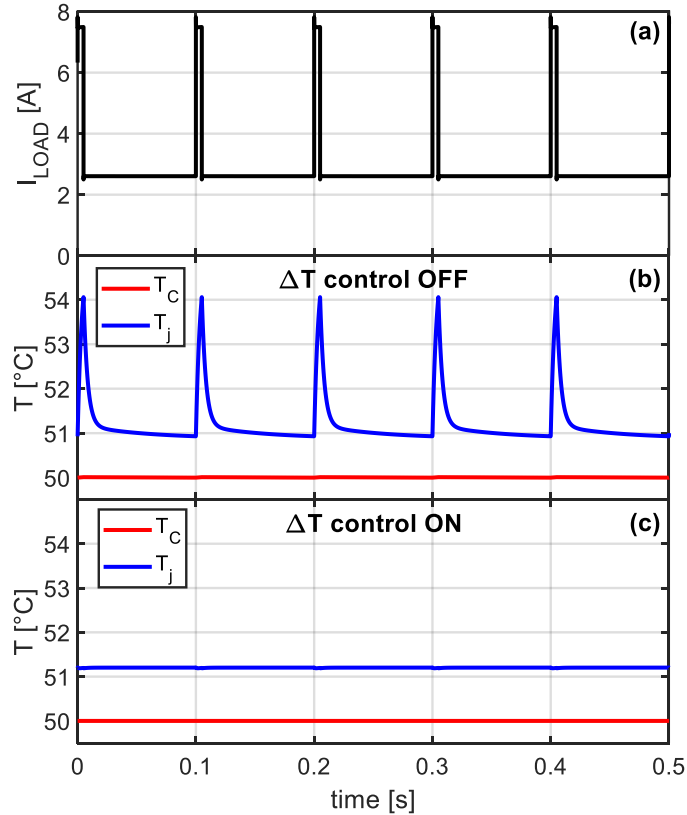 8
(a)
6
4
2
0
I_LOAD [A]
ΔT control OFF
(b)
T_C
T_j
54
53
52
51
50
T [°C]
ΔT control ON
(c)
T_C
T_j
54
53
52
51
50
T [°C]
0
0.1
0.2
0.3
0.4
0.5
time [s]